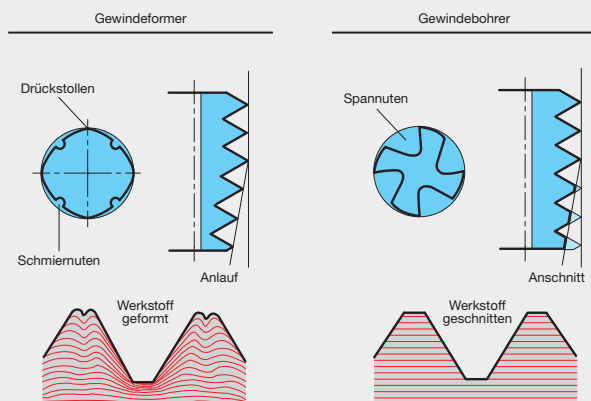 Gewindeformer
Drückstollen
Schmiernuten
Anlauf
Werkstoff
geformt
Gewindebohrer
Spannuten
Anschnitt
Werkstoff
geschnitten